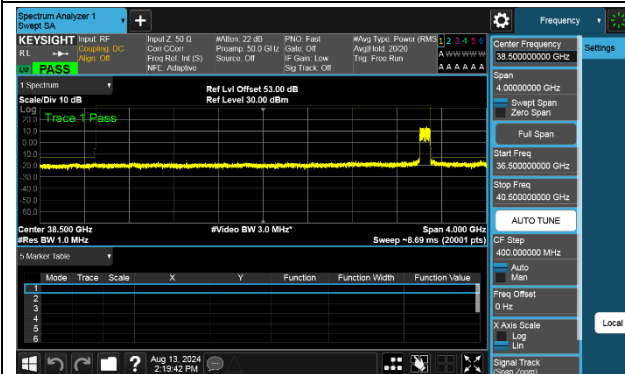 Spectrum Analyzer 1
Swept SA
Frequency
KEYSIGHT
RL
LW PASS
Input: RF
Coupling: DC
Align: Off
Input Z: 50 Ω
Corr CCorr
Freq Ref: Int (S)
NFE: Adaptive
#Atten: 22 dB
Preamp: 50.0 GHz
Source: Off
PNO: Fast
Gate: Off
IF Gain: Low
Sig Track: Off
#Avg Type: Power (RMS
Avg|Hold: 20/20
Trig: Free Run
1 2 3 4 5 6
A W W W W W
A A A A A A
1 Spectrum
Scale/Div 10 dB
Ref Lvl Offset 53.00 dB
Ref Level 30.00 dBm
Log
Trace 1 Pass
20.0
10.0
0.00
-10.0
-20.0
-30.0
-40.0
-50.0
-60.0
Center 38.500 GHz
#Video BW 3.0 MHz*
Span 4.000 GHz
#Res BW 1.0 MHz
Sweep ~8.69 ms (20001 pts)
5 Marker Table
Mode Trace Scale X Y Function Function Width Function Value
1
2
3
4
5
6
Center Frequency
38.500000000 GHz
Span
4.00000000 GHz
Swept Span
Zero Span
Full Span
Start Freq
36.500000000 GHz
Stop Freq
40.500000000 GHz
AUTO TUNE
CF Step
400.000000 MHz
Auto
Man
Freq Offset
0 Hz
X Axis Scale
Log
Lin
Signal Track
(Span Zoom)
Settings
Local
?
Aug 13, 2024
2:19:42 PM